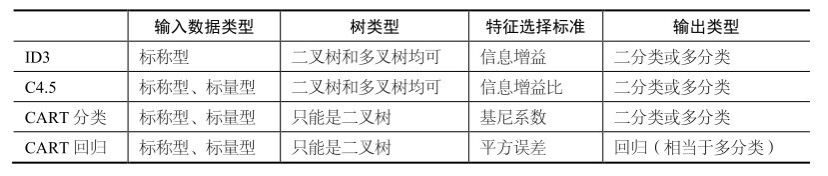 输入数据类型 树类型 特征选择标准 输出类型
ID3 标称型 二叉树和多叉树均可 信息增益 二分类或多分类
C4.5 标称型、标量型 二叉树和多叉树均可 信息增益比 二分类或多分类
CART 分类 标称型、标量型 只能是二叉树 基尼系数 二分类或多分类
CART 回归 标称型、标量型 只能是二叉树 平方误差 回归（相当于多分类）